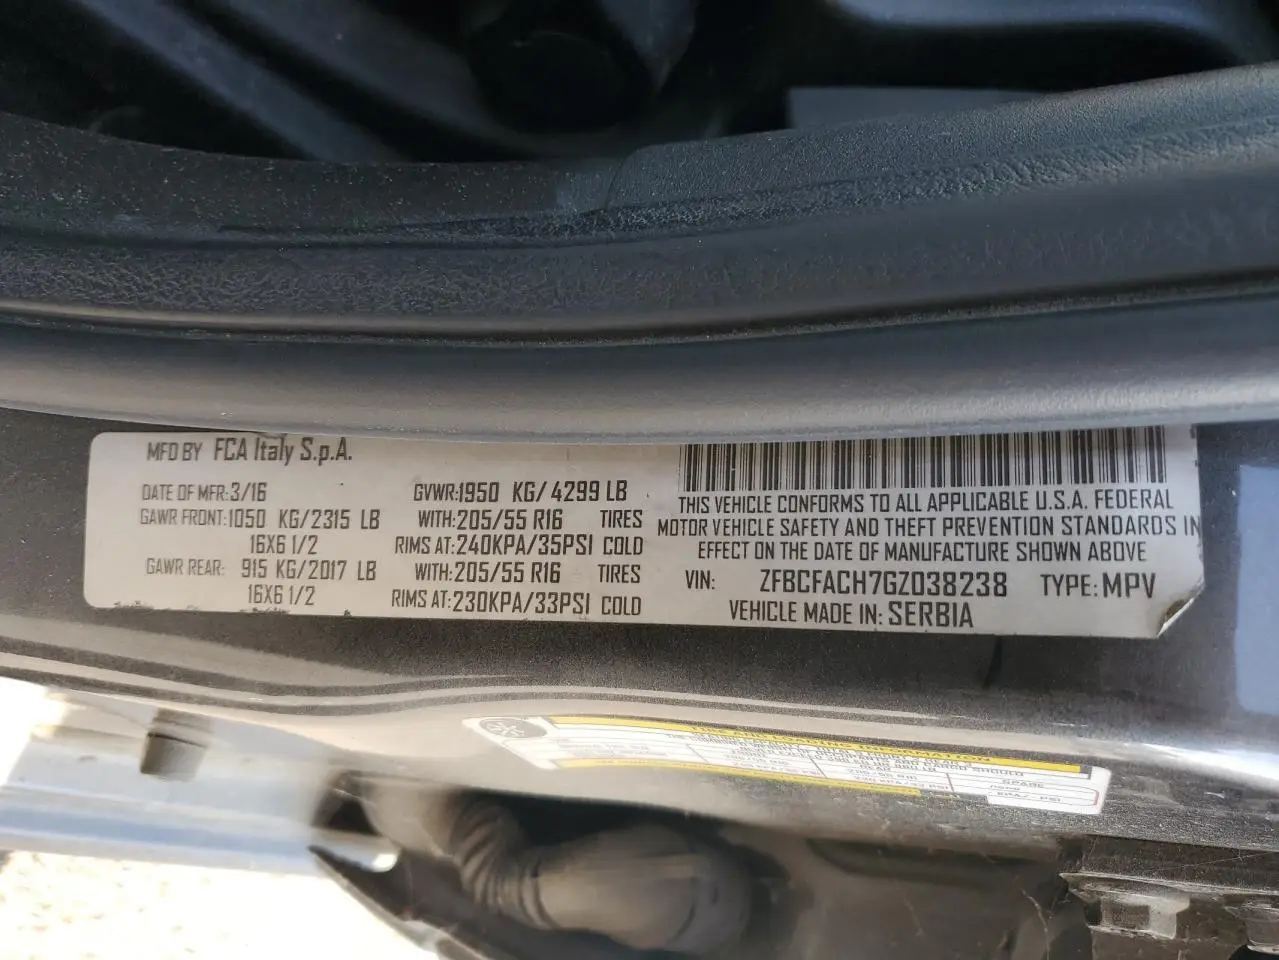 MFD BY FCA Italy S.p.A.
DATE OF MFR: 3/16 GVWR: 1950 KG/ 4299 LB
GAWR FRONT: 1050 KG/2315 LB WITH: 205/55 R16 TIRES
16X6 1/2 RIMS AT: 240KPA/35PSI COLD
GAWR REAR: 915 KG/2017 LB WITH: 205/55 R16 TIRES
16X6 1/2 RIMS AT: 230KPA/33PSI COLD
THIS VEHICLE CONFORMS TO ALL APPLICABLE U.S.A. FEDERAL
MOTOR VEHICLE SAFETY AND THEFT PREVENTION STANDARDS IN
EFFECT ON THE DATE OF MANUFACTURE SHOWN ABOVE
VIN: ZFBCFACH7GZ038238 TYPE: MPV
VEHICLE MADE IN: SERBIA
INFORMATION
SPARE